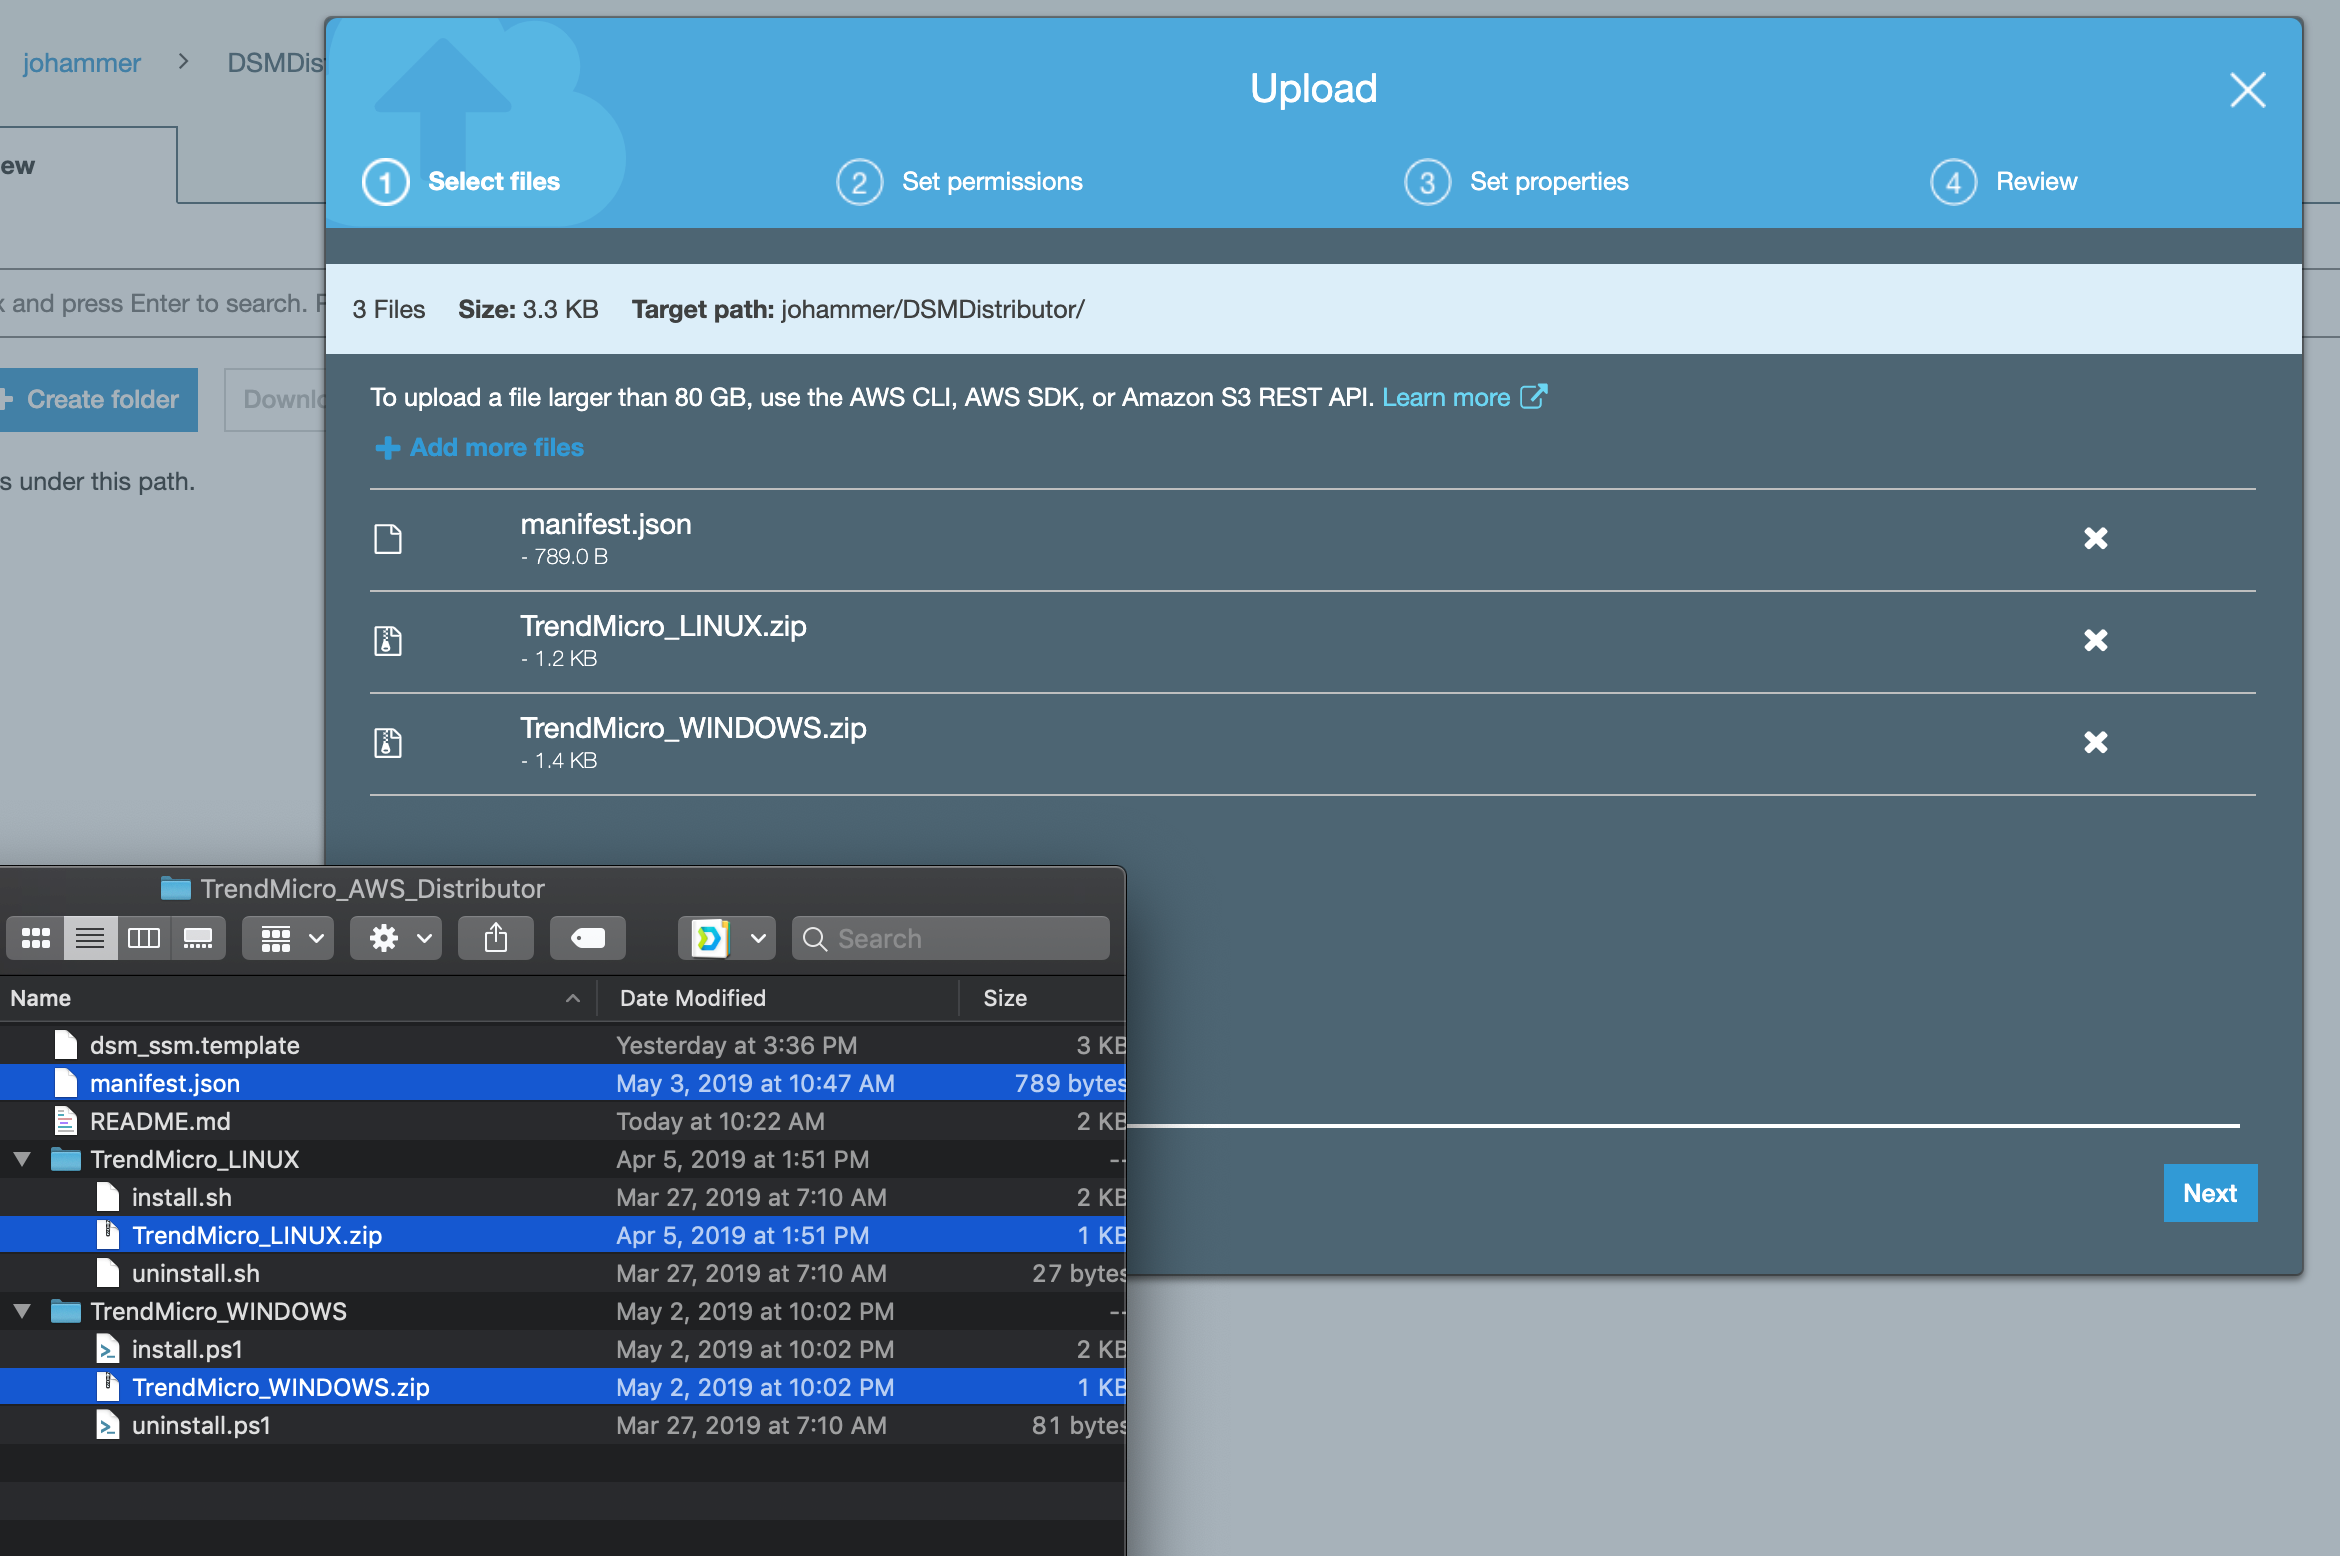 johammer > DSMDis
ew
Upload
1 Select files
2 Set permissions
3 Set properties
4 Review
and press Enter to search.
3 Files Size: 3.3 KB Target path: johammer/DSMDistributor/
+ Create folder
Downlo
To upload a file larger than 80 GB, use the AWS CLI, AWS SDK, or Amazon S3 REST API. Learn more
+ Add more files
s under this path.
manifest.json
- 789.0 B
TrendMicro_LINUX.zip
- 1.2 KB
TrendMicro_WINDOWS.zip
- 1.4 KB
TrendMicro_AWS_Distributor
Search
Name Date Modified Size
dsm_ssm.template Yesterday at 3:36 PM 3 KB
manifest.json May 3, 2019 at 10:47 AM 789 bytes
README.md Today at 10:22 AM 2 KB
TrendMicro_LINUX Apr 5, 2019 at 1:51 PM --
install.sh Mar 27, 2019 at 7:10 AM 2 KB
TrendMicro_LINUX.zip Apr 5, 2019 at 1:51 PM 1 KB
uninstall.sh Mar 27, 2019 at 7:10 AM 27 bytes
TrendMicro_WINDOWS May 2, 2019 at 10:02 PM --
install.ps1 May 2, 2019 at 10:02 PM 2 KB
TrendMicro_WINDOWS.zip May 2, 2019 at 10:02 PM 1 KB
uninstall.ps1 Mar 27, 2019 at 7:10 AM 81 bytes
Next